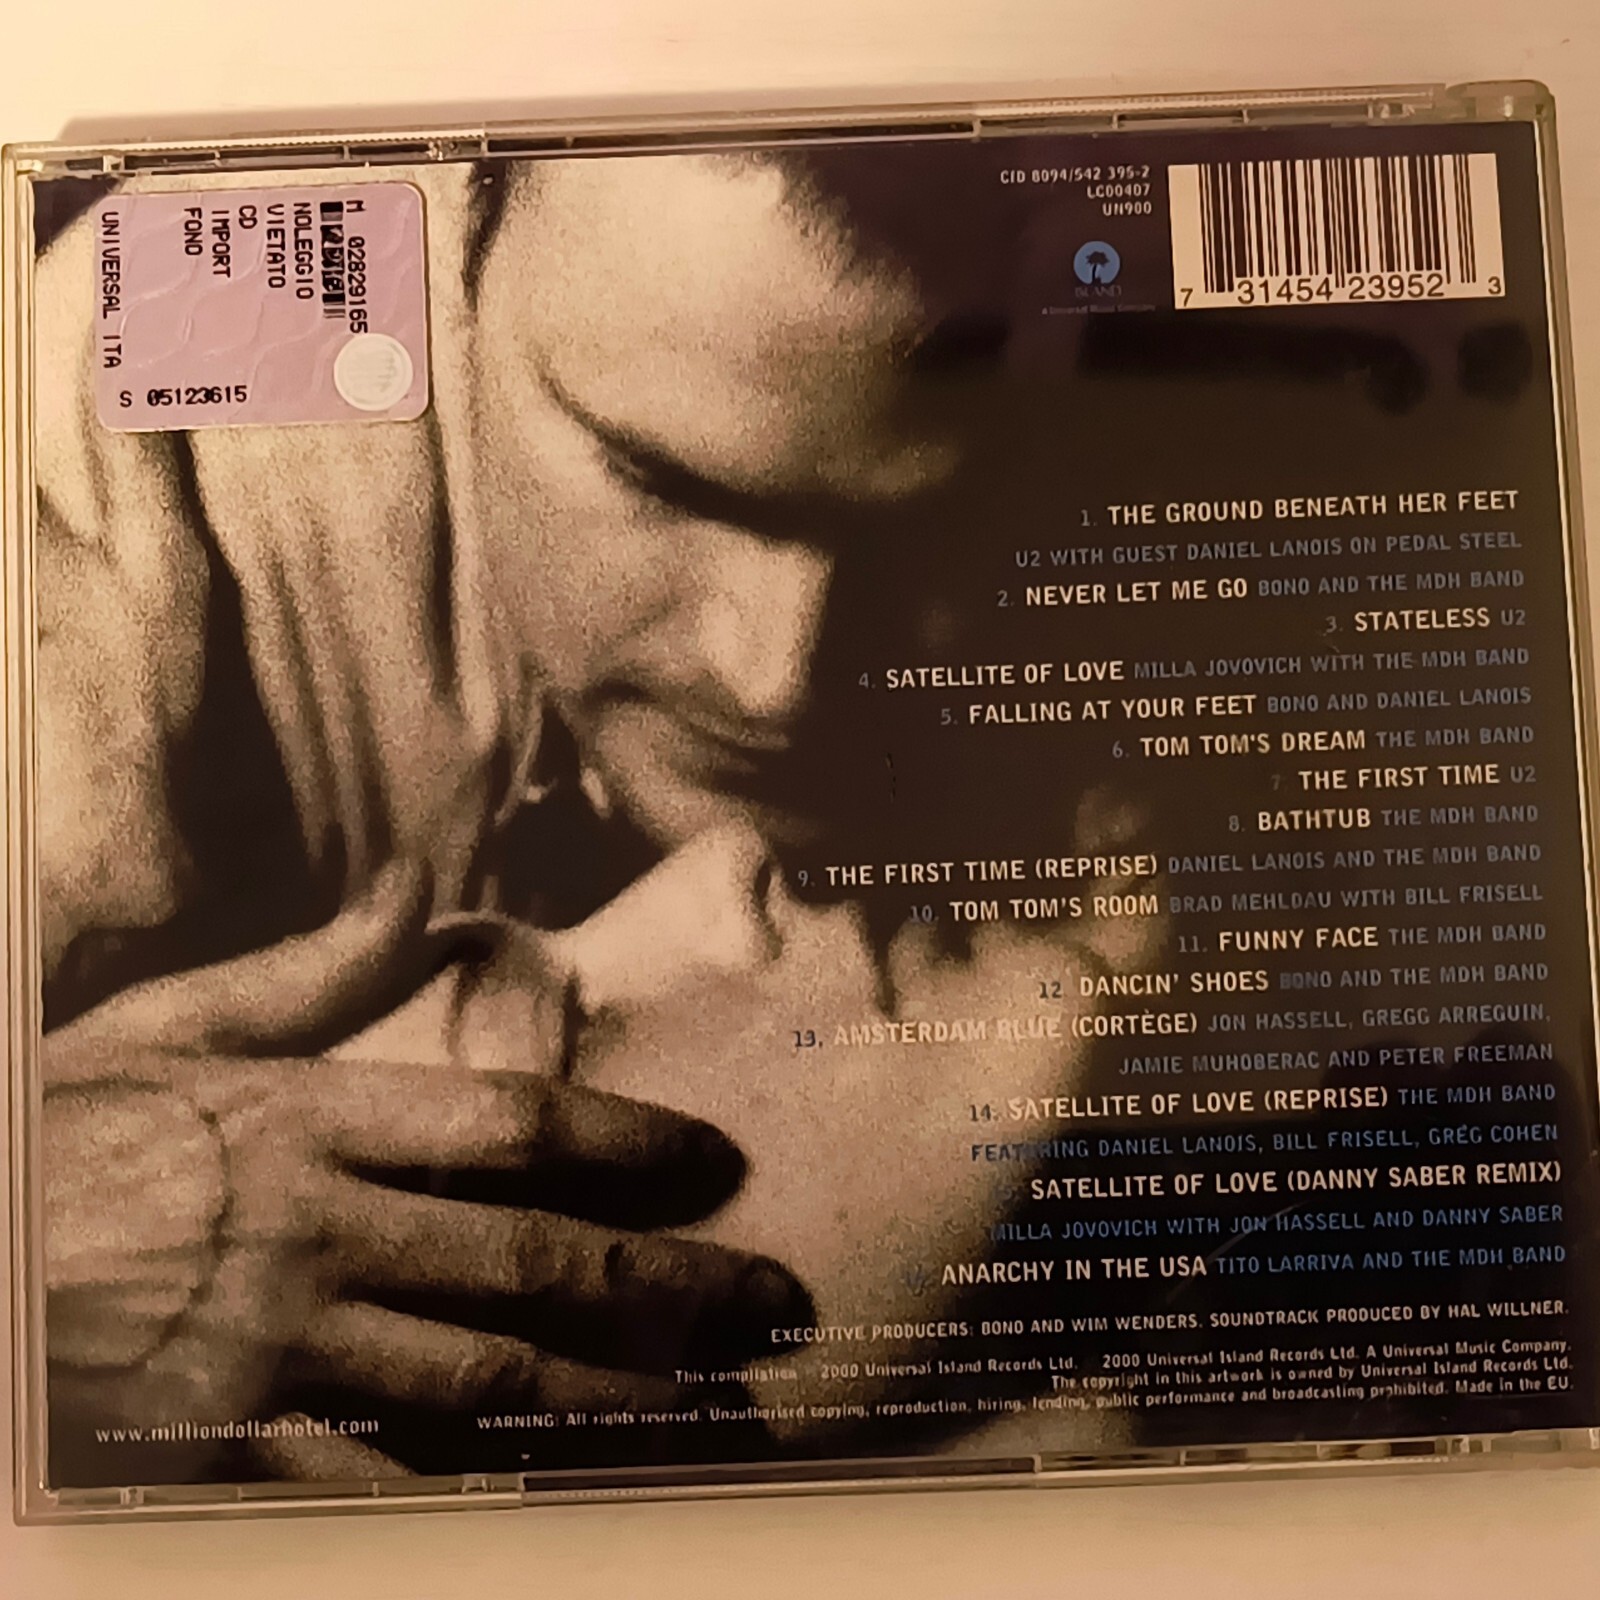 M 02829165
NOLEGGIO
VIETATO
CD
IMPORT
FONO
UNIVERSAL ITA
S 05123615
CID 8094/542 395-2
LC00407
UN900
ISLAND
A Universal Music Company
7 31454 23952 3
1. THE GROUND BENEATH HER FEET
U2 WITH GUEST DANIEL LANOIS ON PEDAL STEEL
2. NEVER LET ME GO BONO AND THE MDH BAND
3. STATELESS U2
4. SATELLITE OF LOVE MILLA JOVOVICH WITH THE MDH BAND
5. FALLING AT YOUR FEET BONO AND DANIEL LANOIS
6. TOM TOM'S DREAM THE MDH BAND
7 THE FIRST TIME U2
8. BATHTUB THE MDH BAND
9. THE FIRST TIME (REPRISE) DANIEL LANOIS AND THE MDH BAND
10. TOM TOM'S ROOM BRAD MEHLDAU WITH BILL FRISELL
11. FUNNY FACE THE MDH BAND
12 DANCIN' SHOES BONO AND THE MDH BAND
13. AMSTERDAM BLUE (CORTÈGE) JON HASSELL, GREGG ARREGUIN,
JAMIE MUHOBERAC AND PETER FREEMAN
14. SATELLITE OF LOVE (REPRISE) THE MDH BAND
FEATURING DANIEL LANOIS, BILL FRISELL, GREG COHEN
SATELLITE OF LOVE (DANNY SABER REMIX)
MILLA JOVOVICH WITH JON HASSELL AND DANNY SABER
ANARCHY IN THE USA TITO LARRIVA AND THE MDH BAND
EXECUTIVE PRODUCERS: BONO AND WIM WENDERS. SOUNDTRACK PRODUCED BY HAL WILLNER.
This compilation 2000 Universal Island Records Ltd. 2000 Universal Island Records Ltd. A Universal Music Company.
The copyright in this artwork is owned by Universal Island Records Ltd.
WARNING: All rights reserved. Unauthorised copying, reproduction, hiring, lending, public performance and broadcasting prohibited. Made in the EU.
www.milliondollarhotel.com